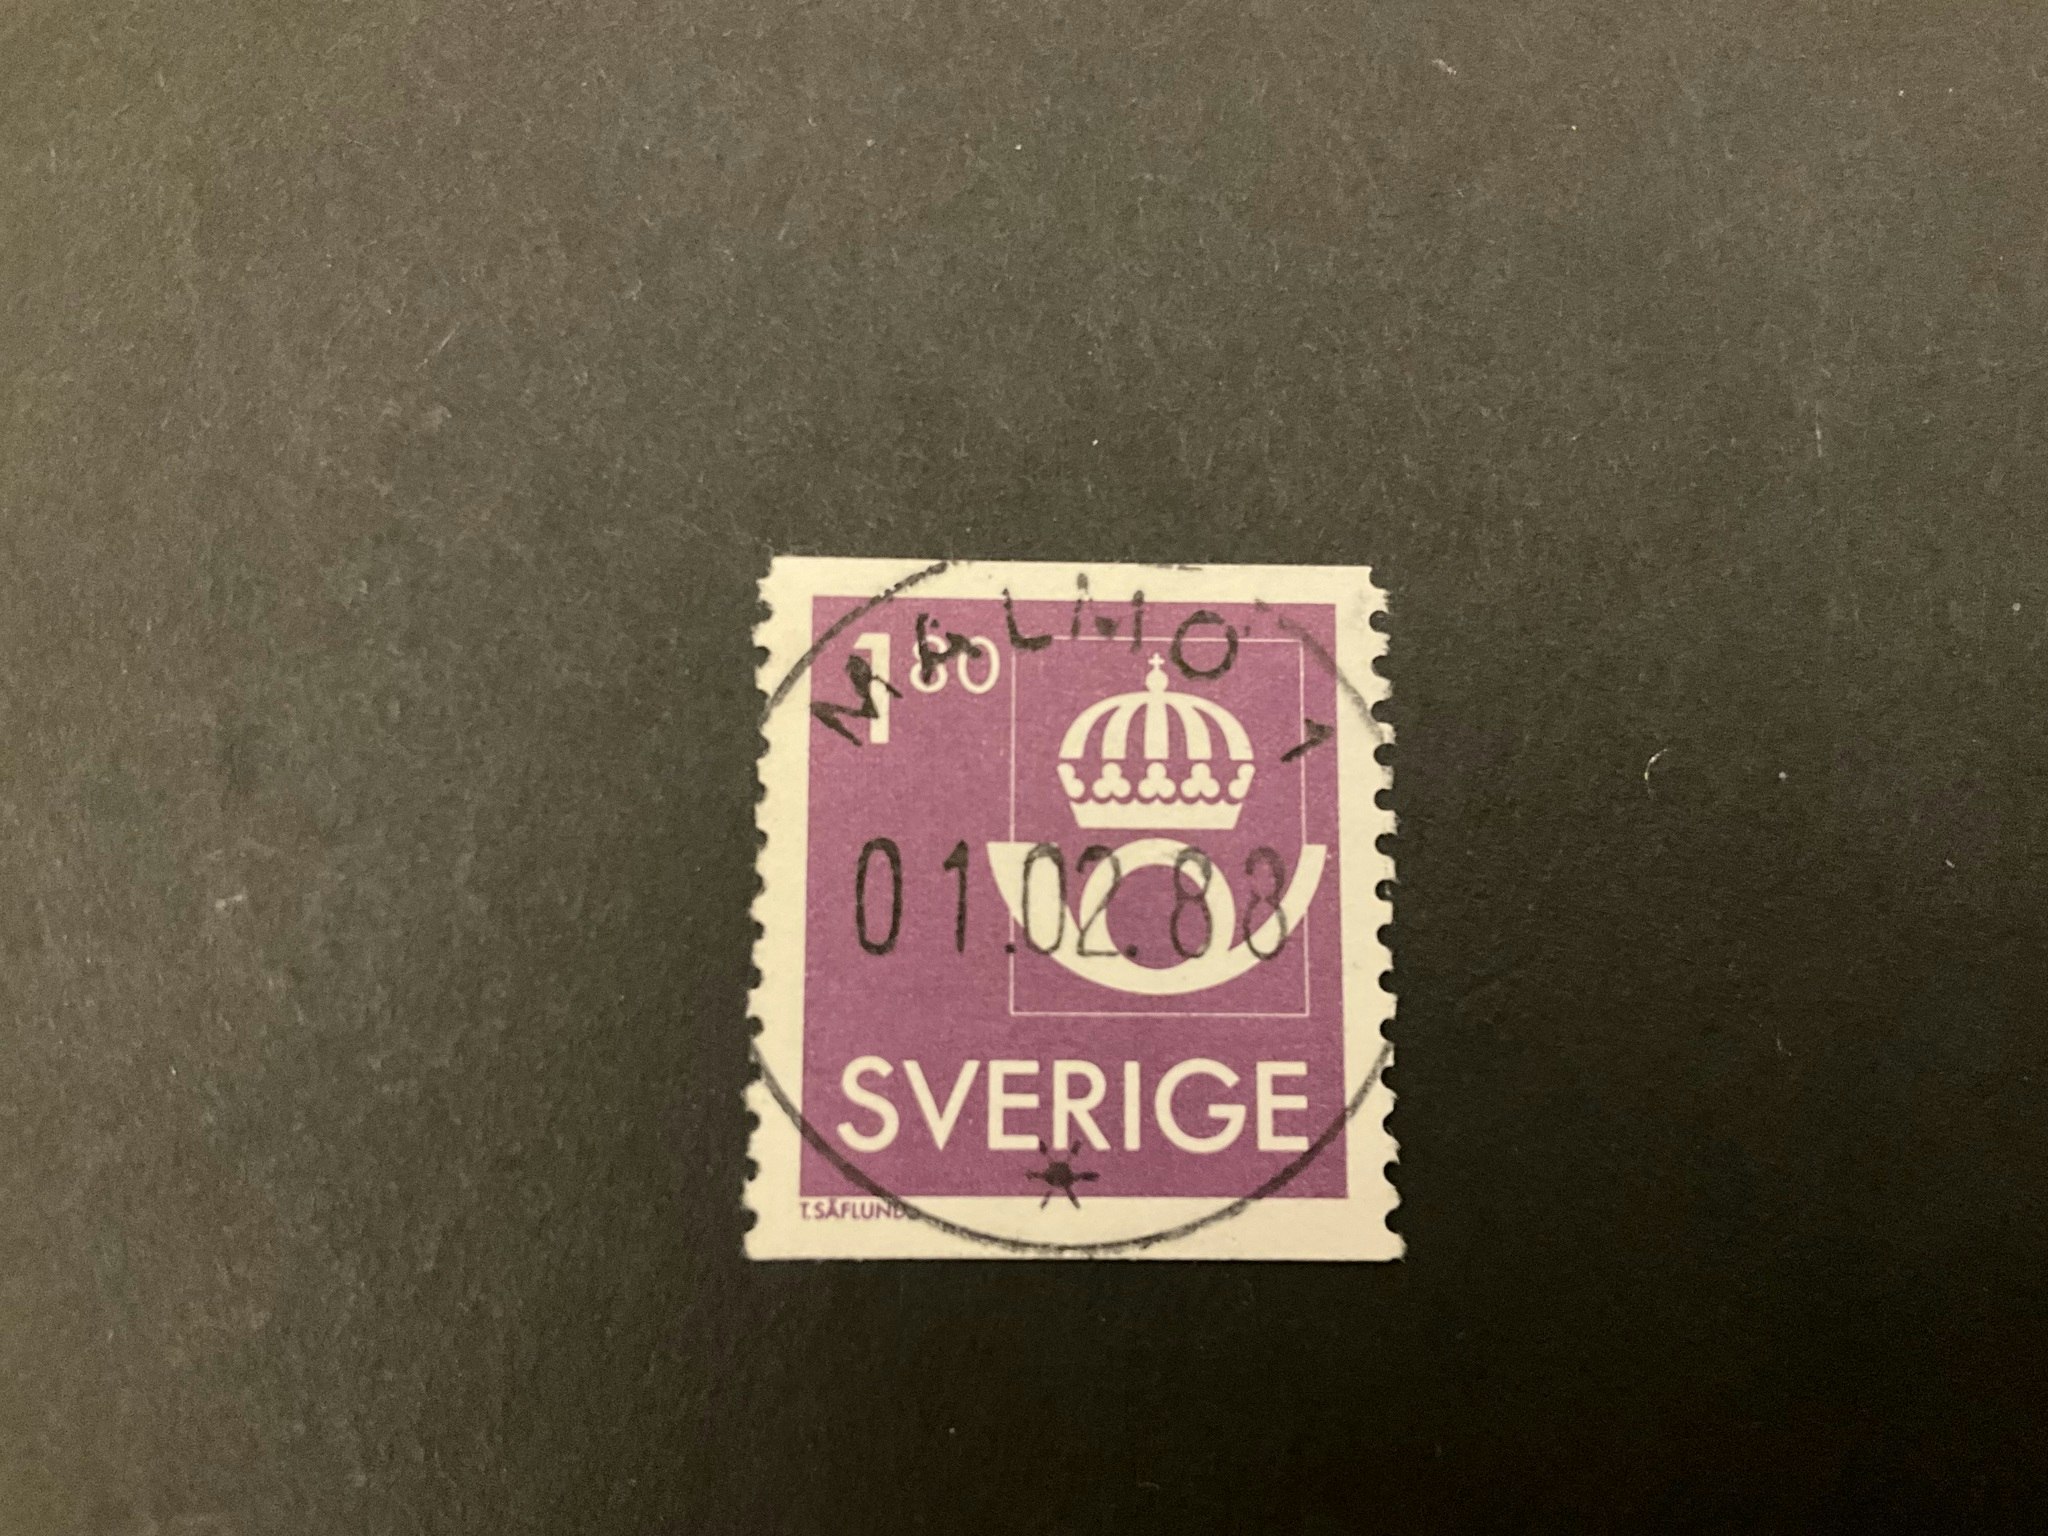 MALMÖ 1
1 80
01.02.88
SVERIGE
T. SÄFLUND